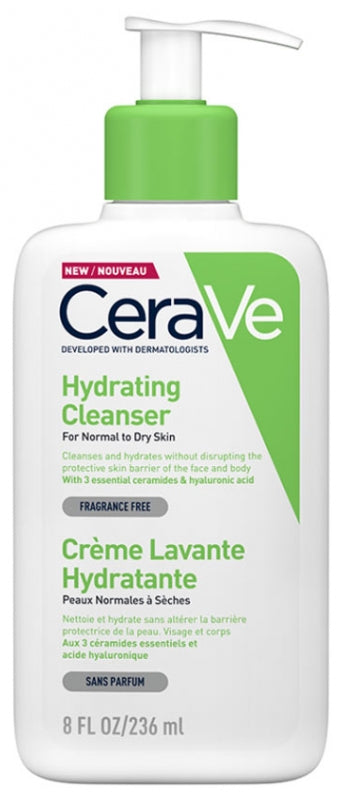 NEW / NOUVEAU
CeraVe
DEVELOPED WITH DERMATOLOGISTS
Hydrating
Cleanser
For Normal to Dry Skin
Cleanses and hydrates without disrupting the
protective skin barrier of the face and body
With 3 essential ceramides & hyaluronic acid
FRAGRANCE FREE
Crème Lavante
Hydratante
Peaux Normales à Sèches
Nettoie et hydrate sans altérer la barrière
protectrice de la peau. Visage et corps
Aux 3 céramides essentiels et
acide hyaluronique
SANS PARFUM
8 FL OZ/236 ml